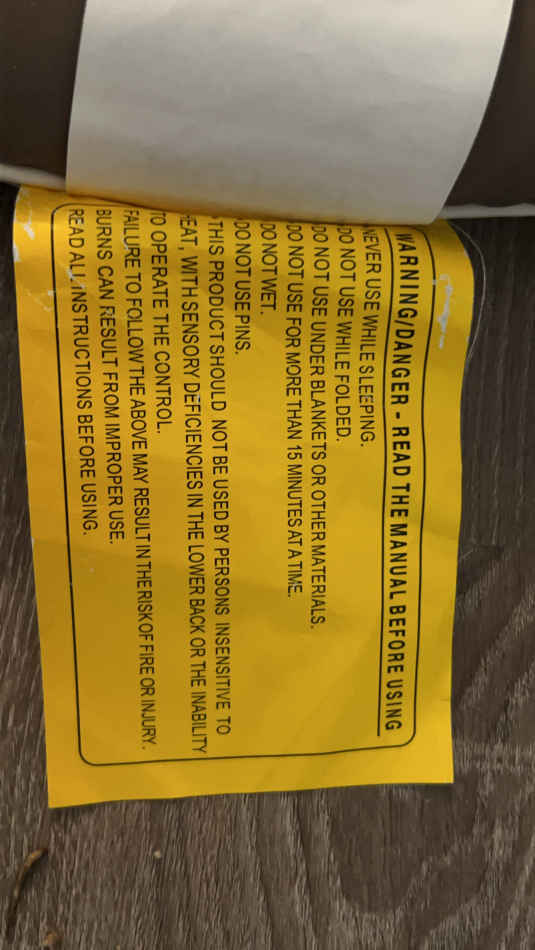 WARNING/DANGER - READ THE MANUAL BEFORE USING
NEVER USE WHILE SLEEPING.
DO NOT USE WHILE FOLDED.
DO NOT USE UNDER BLANKETS OR OTHER MATERIALS.
DO NOT USE FOR MORE THAN 15 MINUTES AT A TIME.
DO NOT WET.
DO NOT USE PINS.
THIS PRODUCT SHOULD NOT BE USED BY PERSONS INSENSITIVE TO
HEAT, WITH SENSORY DEFICIENCIES IN THE LOWER BACK OR THE INABILITY
TO OPERATE THE CONTROL.
FAILURE TO FOLLOW THE ABOVE MAY RESULT IN THE RISK OF FIRE OR INJURY.
BURNS CAN RESULT FROM IMPROPER USE.
READ ALL INSTRUCTIONS BEFORE USING.